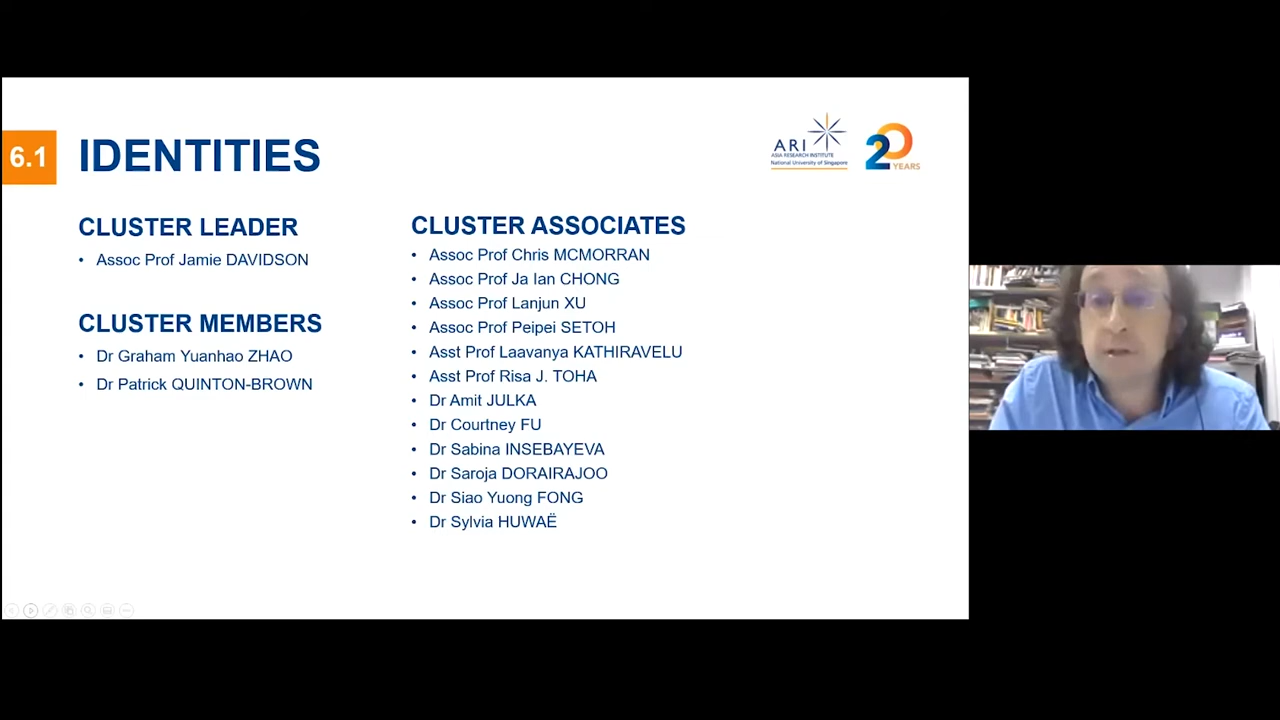 6.1
IDENTITIES
ARI
ASIA RESEARCH INSTITUTE
National University of Singapore
20
YEARS
CLUSTER LEADER
• Assoc Prof Jamie DAVIDSON
CLUSTER MEMBERS
• Dr Graham Yuanhao ZHAO
• Dr Patrick QUINTON-BROWN
CLUSTER ASSOCIATES
• Assoc Prof Chris MCMORRAN
• Assoc Prof Ja Ian CHONG
• Assoc Prof Lanjun XU
• Assoc Prof Peipei SETOH
• Asst Prof Laavanya KATHIRAVELU
• Asst Prof Risa J. TOHA
• Dr Amit JULKA
• Dr Courtney FU
• Dr Sabina INSEBAYEVA
• Dr Saroja DORAIRAJOO
• Dr Siao Yuong FONG
• Dr Sylvia HUWAË